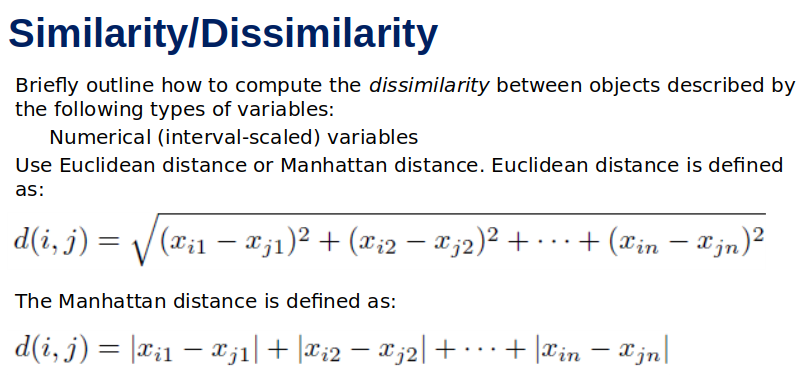 Similarity/Dissimilarity
Briefly outline how to compute the dissimilarity between objects described by
the following types of variables:
Numerical (interval-scaled) variables
Use Euclidean distance or Manhattan distance. Euclidean distance is defined
as:
d(i, j) = √((x_{i1} − x_{j1})² + (x_{i2} − x_{j2})² + ··· + (x_{in} − x_{jn})²)
The Manhattan distance is defined as:
d(i, j) = |x_{i1} − x_{j1}| + |x_{i2} − x_{j2}| + ··· + |x_{in} − x_{jn}|